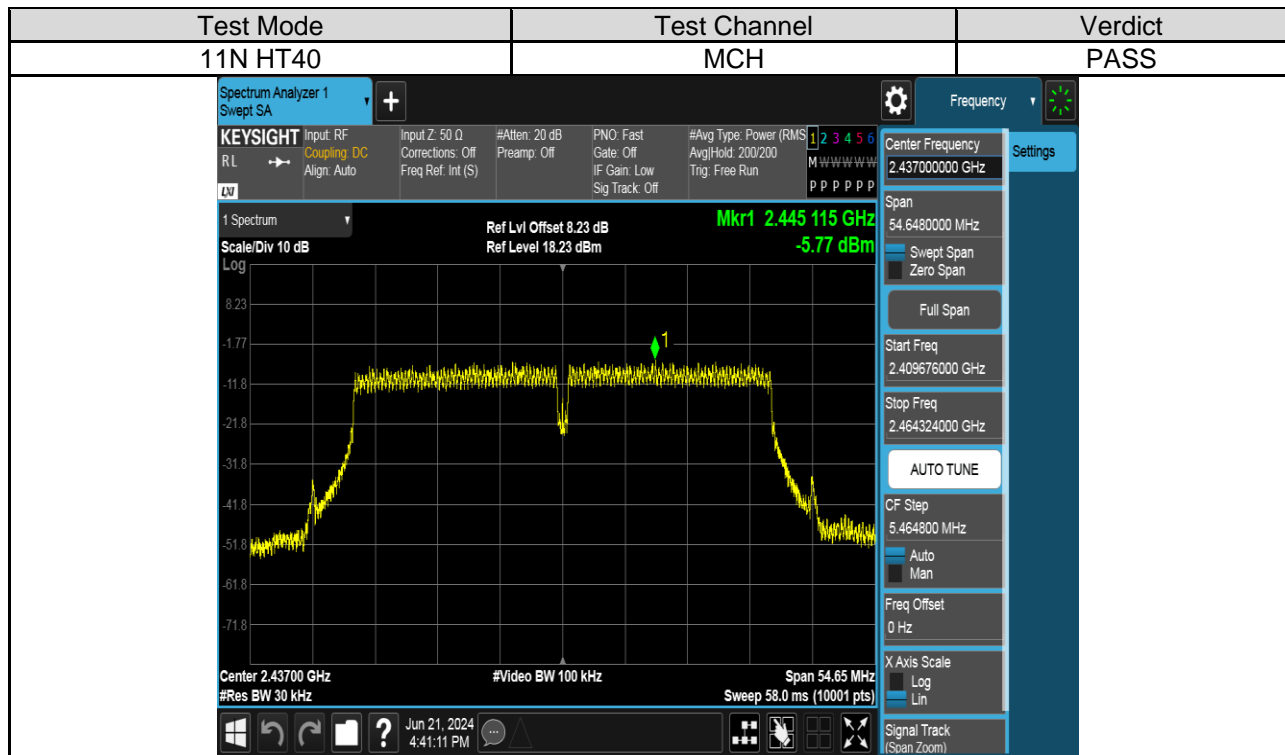 Test Mode Test Channel Verdict
11N HT40 MCH PASS
Spectrum Analyzer 1
Swept SA
+
Frequency
KEYSIGHT Input: RF Input Z: 50 Ω #Atten: 20 dB PNO: Fast #Avg Type: Power (RMS 1 2 3 4 5 6
RL Coupling: DC Corrections: Off Preamp: Off Gate: Off Avg|Hold: 200/200 M W W W W W
Align: Auto Freq Ref: Int (S) IF Gain: Low Trig: Free Run
LXI Sig Track: Off P P P P P P
1 Spectrum
Ref Lvl Offset 8.23 dB Mkr1 2.445 115 GHz
Scale/Div 10 dB Ref Level 18.23 dBm -5.77 dBm
Log
8.23
1
-1.77
-11.8
-21.8
-31.8
-41.8
-51.8
-61.8
-71.8
Center 2.43700 GHz #Video BW 100 kHz Span 54.65 MHz
#Res BW 30 kHz Sweep 58.0 ms (10001 pts)
? Jun 21, 2024
4:41:11 PM
Center Frequency
2.437000000 GHz
Settings
Span
54.6480000 MHz
Swept Span
Zero Span
Full Span
Start Freq
2.409676000 GHz
Stop Freq
2.464324000 GHz
AUTO TUNE
CF Step
5.464800 MHz
Auto
Man
Freq Offset
0 Hz
X Axis Scale
Log
Lin
Signal Track
(Span Zoom)